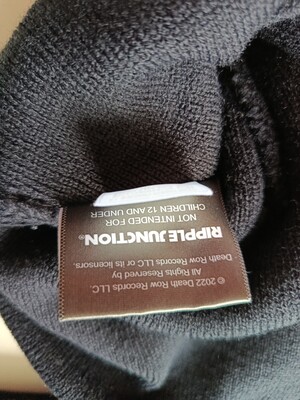 © 2022 Death Row Records LLC
All Rights Reserved by
Death Row Records LLC or its licensors.
RIPPLE JUNCTION®
NOT INTENDED FOR
CHILDREN 12 AND UNDER